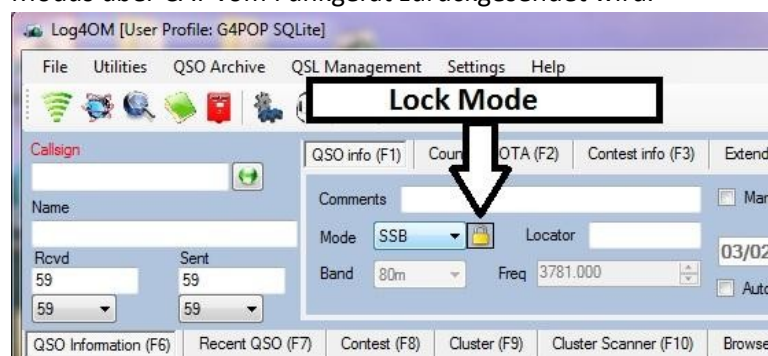 Modus über CAT vom Funkgerät zurückgesendet wird.
Log4OM [User Profile: G4POP SQLite]
File Utilities QSO Archive QSL Management Settings Help
Lock Mode
Callsign
QSO info (F1) Coun OTA (F2) Contest info (F3) Extend
Comments Mar
Name
Mode SSB Locator
03/02
Rcvd Sent
59 59
Band 80m Freq 3781.000
Auto
59 59
QSO Information (F6) Recent QSO (F7) Contest (F8) Cluster (F9) Cluster Scanner (F10) Browse